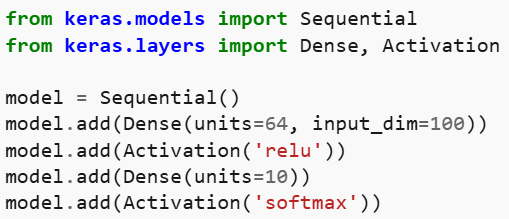 from keras.models import Sequential
from keras.layers import Dense, Activation
model = Sequential()
model.add(Dense(units=64, input_dim=100))
model.add(Activation('relu'))
model.add(Dense(units=10))
model.add(Activation('softmax'))